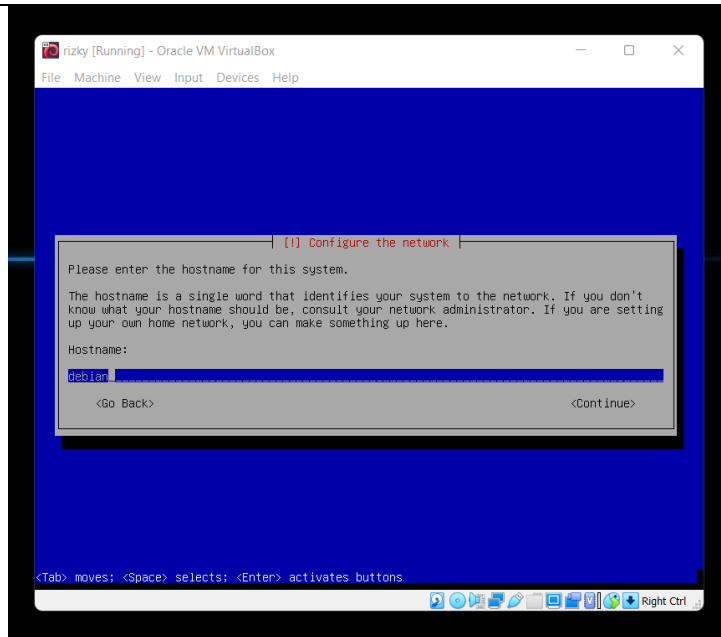 rizky [Running] - Oracle VM VirtualBox
File Machine View Input Devices Help
[!] Configure the network
Please enter the hostname for this system.
The hostname is a single word that identifies your system to the network. If you don't
know what your hostname should be, consult your network administrator. If you are setting
up your own home network, you can make something up here.
Hostname:
debian
<Go Back> <Continue>
<Tab> moves; <Space> selects; <Enter> activates buttons
Right Ctrl